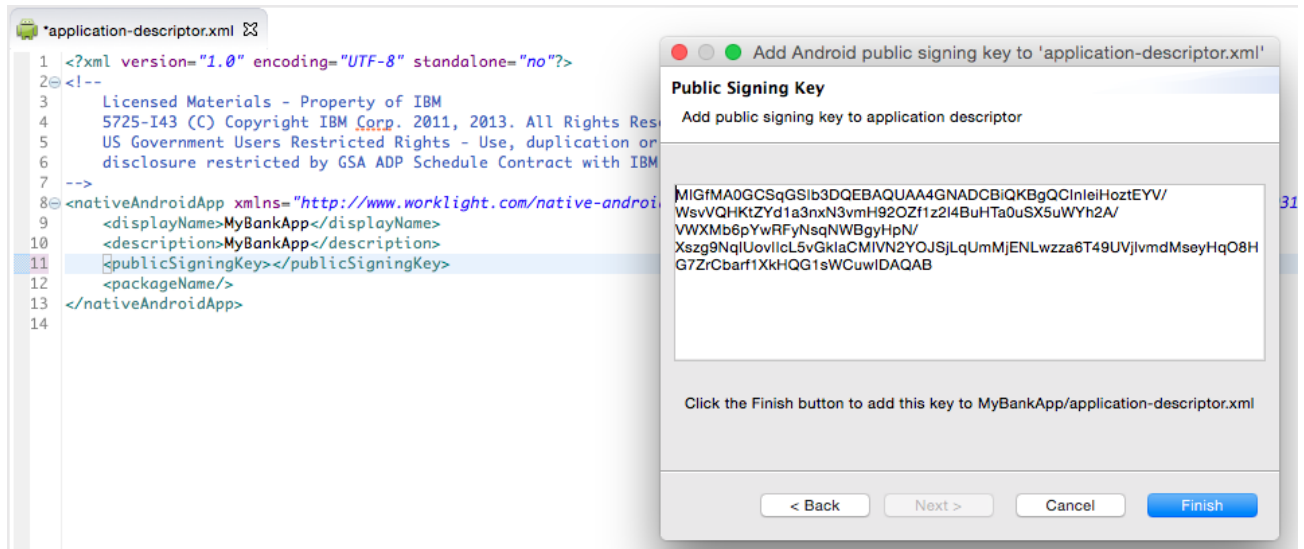 *application-descriptor.xml
1 <?xml version="1.0" encoding="UTF-8" standalone="no"?>
2 <!--
3 Licensed Materials - Property of IBM
4 5725-I43 (C) Copyright IBM Corp. 2011, 2013. All Rights Res
5 US Government Users Restricted Rights - Use, duplication or
6 disclosure restricted by GSA ADP Schedule Contract with IBM
7 -->
8 <nativeAndroidApp xmlns="http://www.worklight.com/native-androi
31
9 <displayName>MyBankApp</displayName>
10 <description>MyBankApp</description>
11 <publicSigningKey></publicSigningKey>
12 <packageName/>
13 </nativeAndroidApp>
14
Add Android public signing key to 'application-descriptor.xml'
Public Signing Key
Add public signing key to application descriptor
MIGfMA0GCSqGSIb3DQEBAQUAA4GNADCBiQKBgQCInIeiHoztEYV/
WsvVQHKtZYd1a3nxN3vmH92OZf1z2I4BuHTa0uSX5uWYh2A/
VWXMb6pYwRFyNsqNWBgyHpN/
Xszg9NqIUovIIcL5vGkIaCMIVN2YOJSjLqUmMjENLwzza6T49UVjIvmdMseyHqO8H
G7ZrCbarf1XkHQG1sWCuwIDAQAB
Click the Finish button to add this key to MyBankApp/application-descriptor.xml
< Back
Next >
Cancel
Finish